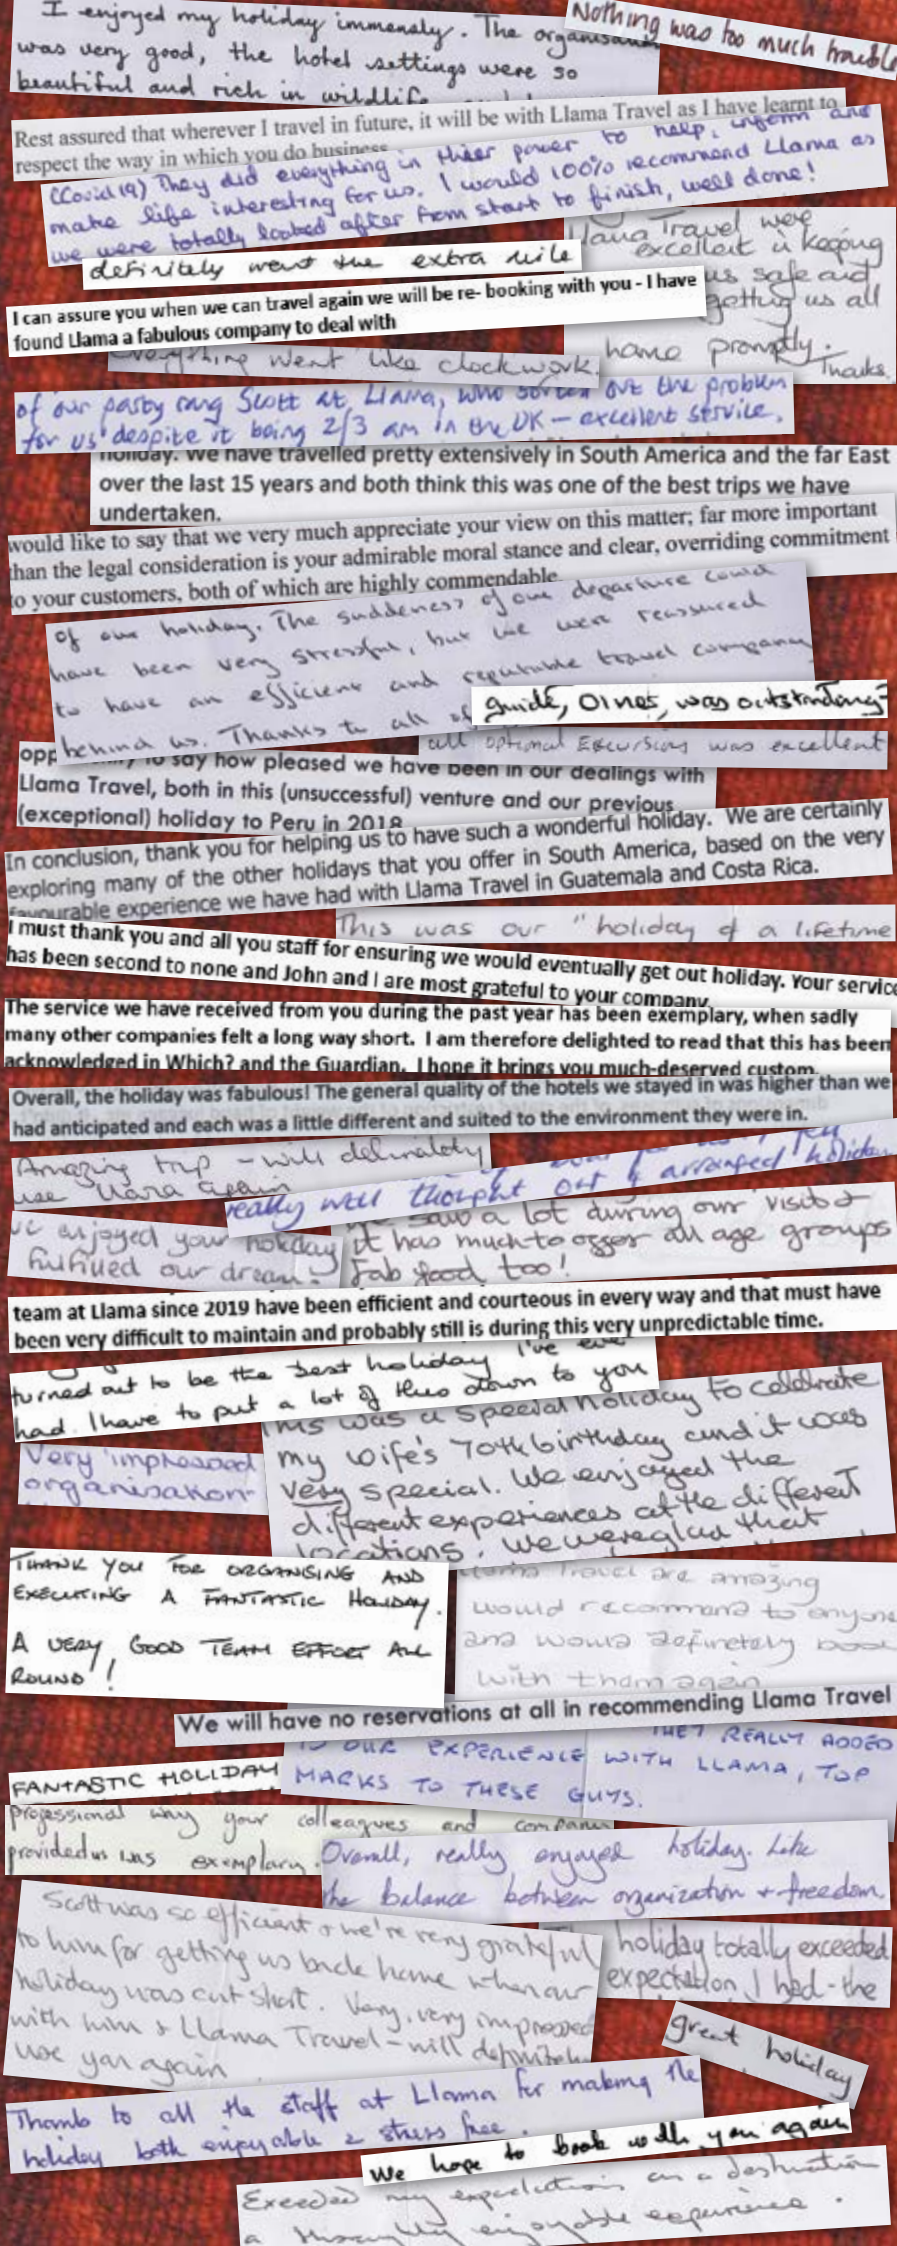 I enjoyed my holiday immensely. The organisation
was very good, the hotel settings were so
beautiful and rich in wildlife
Nothing was too much trouble
Rest assured that wherever I travel in future, it will be with Llama Travel as I have learnt to
respect the way in which you do business
(Covid 19) They did everything in their power to help, inform and
make life interesting for us. I would 100% recommend Llama as
we were totally looked after from start to finish, well done!
Llama Travel were
excellent in keeping
us safe and
getting us all
home promptly.
Thanks.
definitely went the extra mile
I can assure you when we can travel again we will be re- booking with you - I have
found Llama a fabulous company to deal with
everything went like clockwork.
of our party rang Scott at Llama, who sorted out the problem
for us despite it being 2/3 am in the UK – excellent service.
holiday. We have travelled pretty extensively in South America and the far East
over the last 15 years and both think this was one of the best trips we have
undertaken.
would like to say that we very much appreciate your view on this matter; far more important
than the legal consideration is your admirable moral stance and clear, overriding commitment
to your customers, both of which are highly commendable
of our holiday. The suddeness of our departure could
have been very stressful, but we were reassured
to have an efficient and reputable travel company
behind us. Thanks to all of
guide, Olnes, was outstanding
all optional Excursions was excellent
opp to say how pleased we have been in our dealings with
Llama Travel, both in this (unsuccessful) venture and our previous
(exceptional) holiday to Peru in 2018
In conclusion, thank you for helping us to have such a wonderful holiday. We are certainly
exploring many of the other holidays that you offer in South America, based on the very
favourable experience we have had with Llama Travel in Guatemala and Costa Rica.
This was our "holiday of a lifetime
I must thank you and all you staff for ensuring we would eventually get out holiday. Your service
has been second to none and John and I are most grateful to your company.
The service we have received from you during the past year has been exemplary, when sadly
many other companies felt a long way short. I am therefore delighted to read that this has been
acknowledged in Which? and the Guardian. I hope it brings you much-deserved custom.
Overall, the holiday was fabulous! The general quality of the hotels we stayed in was higher than we
had anticipated and each was a little different and suited to the environment they were in.
Amazing trip – will definately
use llama again
really well thought out & arranged holiday
We enjoyed your holiday
fulfilled our dream.
We saw a lot during our visit &
it has much to offer all age groups
Fab food too!
team at Llama since 2019 have been efficient and courteous in every way and that must have
been very difficult to maintain and probably still is during this very unpredictable time.
turned out to be the best holiday I've ever
had. I have to put a lot of this down to you
Very impressed
organisation-
This was a special holiday to celebrate
my wife's 70th birthday and it was
very special. We enjoyed the
different experiences at the different
locations. We were glad that
THANK YOU FOR ORGANISING AND
EXECUTING A FANTASTIC HOLIDAY.
A VERY GOOD TEAM EFFORT ALL
ROUND!
Llama Travel are amazing
would recommend to anyone
and would definetely book
with them again
We will have no reservations at all in recommending Llama Travel
THEY REALLY ADDED
TO OUR EXPERIENCE WITH LLAMA, TOP
MARKS TO THESE GUYS.
FANTASTIC HOLIDAY
professional way your colleagues and company
provided us was exemplary.
Overall, really enjoyed holiday. Like
the balance between organization + freedom.
Scott was so efficient & we're very grateful
to him for getting us back home when our
holiday was cut short. Very, very impressed
with him & Llama Travel – will definitely
use you again
holiday totally exceeded
expectation I had - the
great holiday
Thanks to all the staff at Llama for making the
holiday both enjoyable & stress free.
We hope to book with you again
Exceeded my expectations as a destination
a thoroughly enjoyable experience.